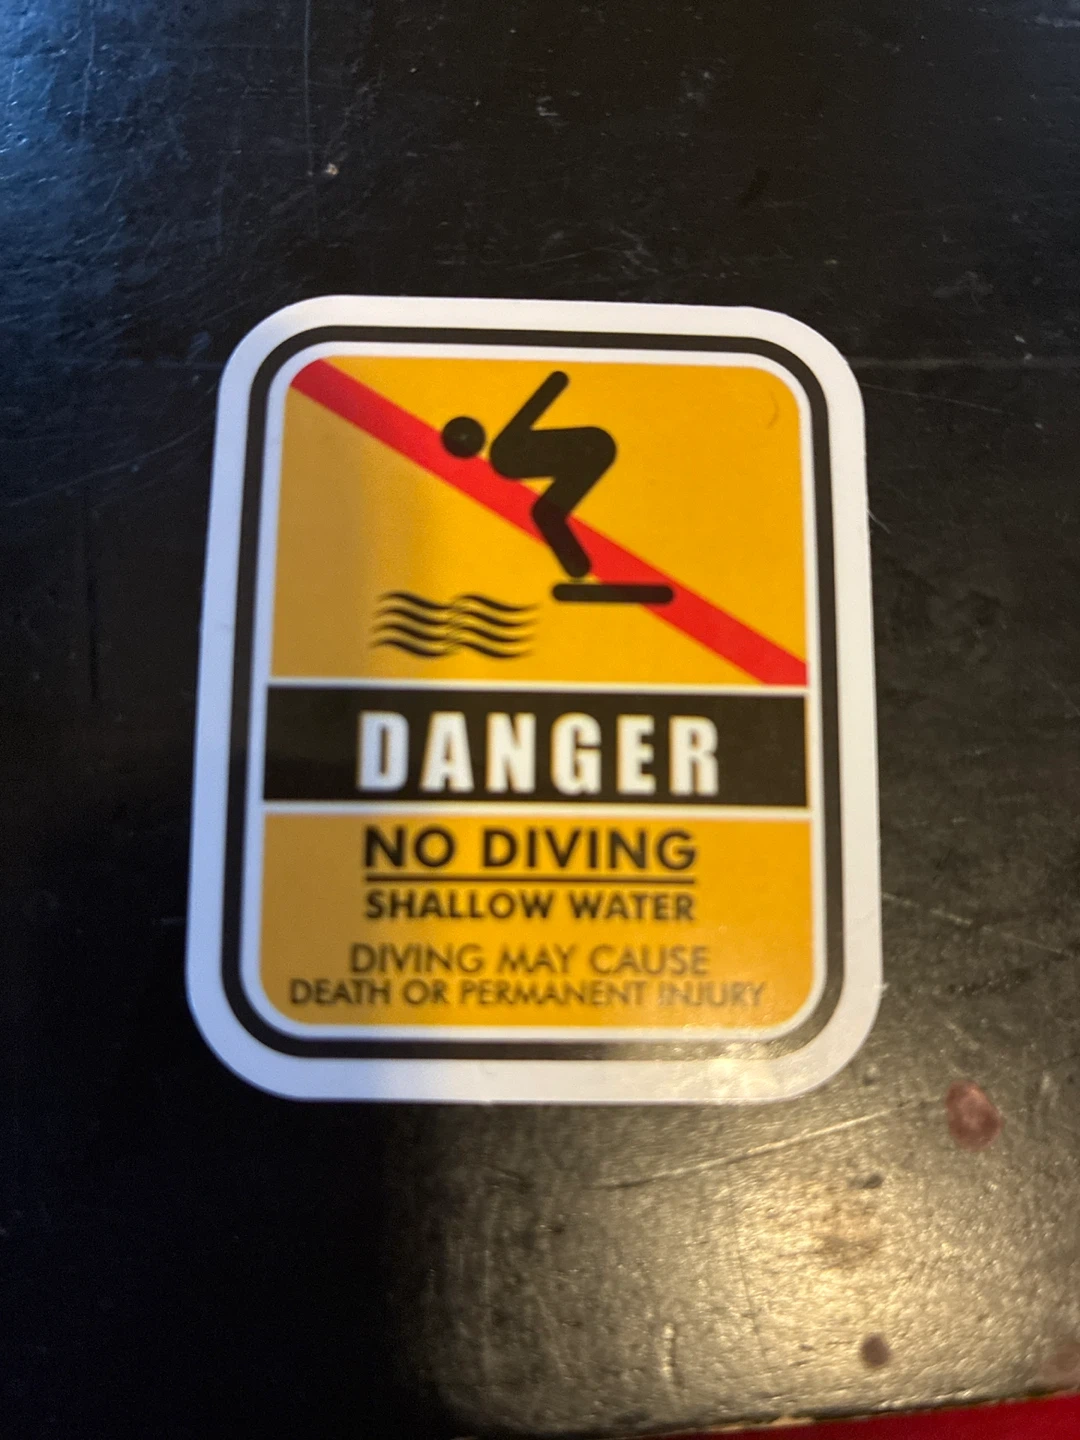 DANGER
NO DIVING
SHALLOW WATER
DIVING MAY CAUSE
DEATH OR PERMANENT INJURY